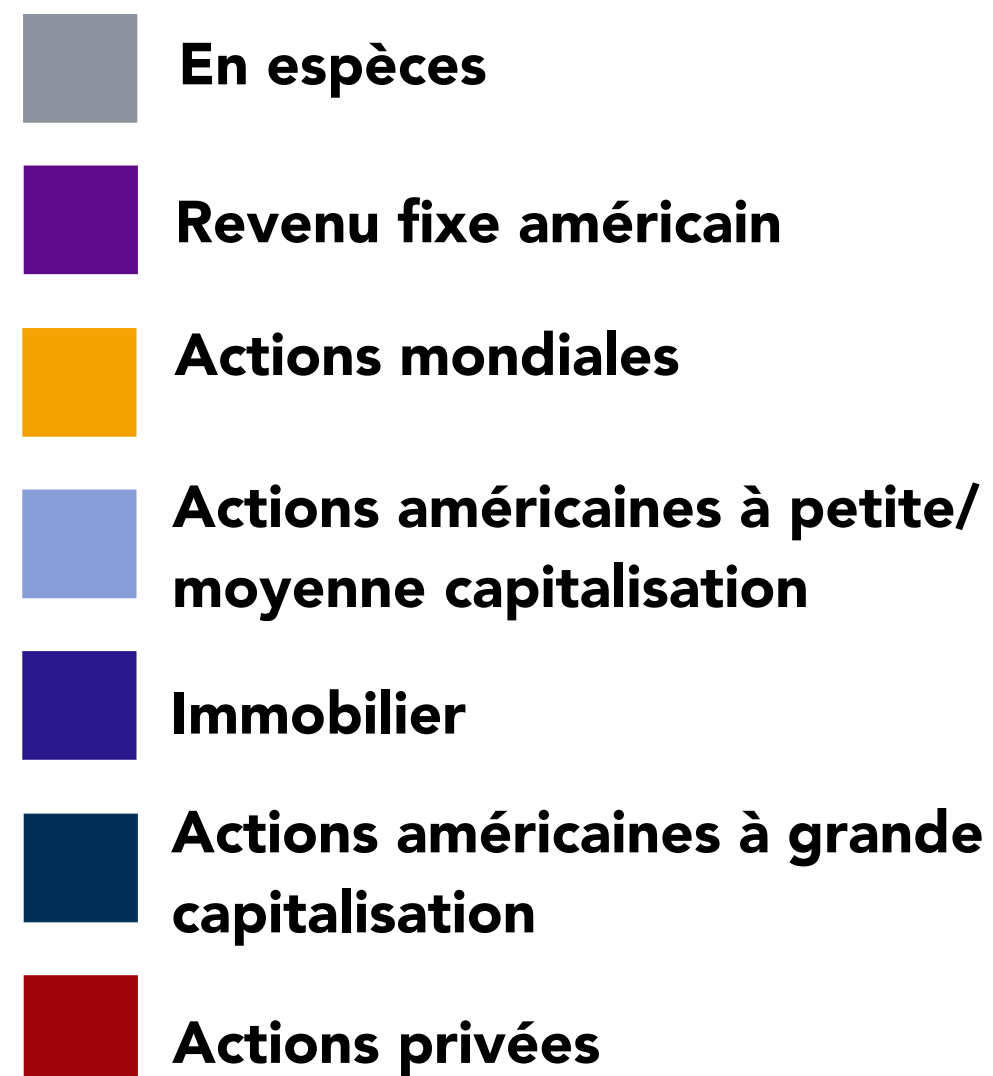 En espèces
Revenu fixe américain
Actions mondiales
Actions américaines à petite/
moyenne capitalisation
Immobilier
Actions américaines à grande
capitalisation
Actions privées